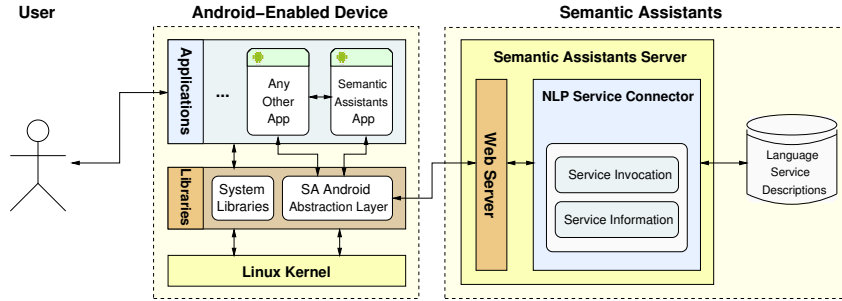 User
Android-Enabled Device
Semantic Assistants
Applications
...
Any
Other
App
Semantic
Assistants
App
Libraries
System
Libraries
SA Android
Abstraction Layer
Linux Kernel
Semantic Assistants Server
Web Server
NLP Service Connector
Service Invocation
Service Information
Language
Service
Descriptions